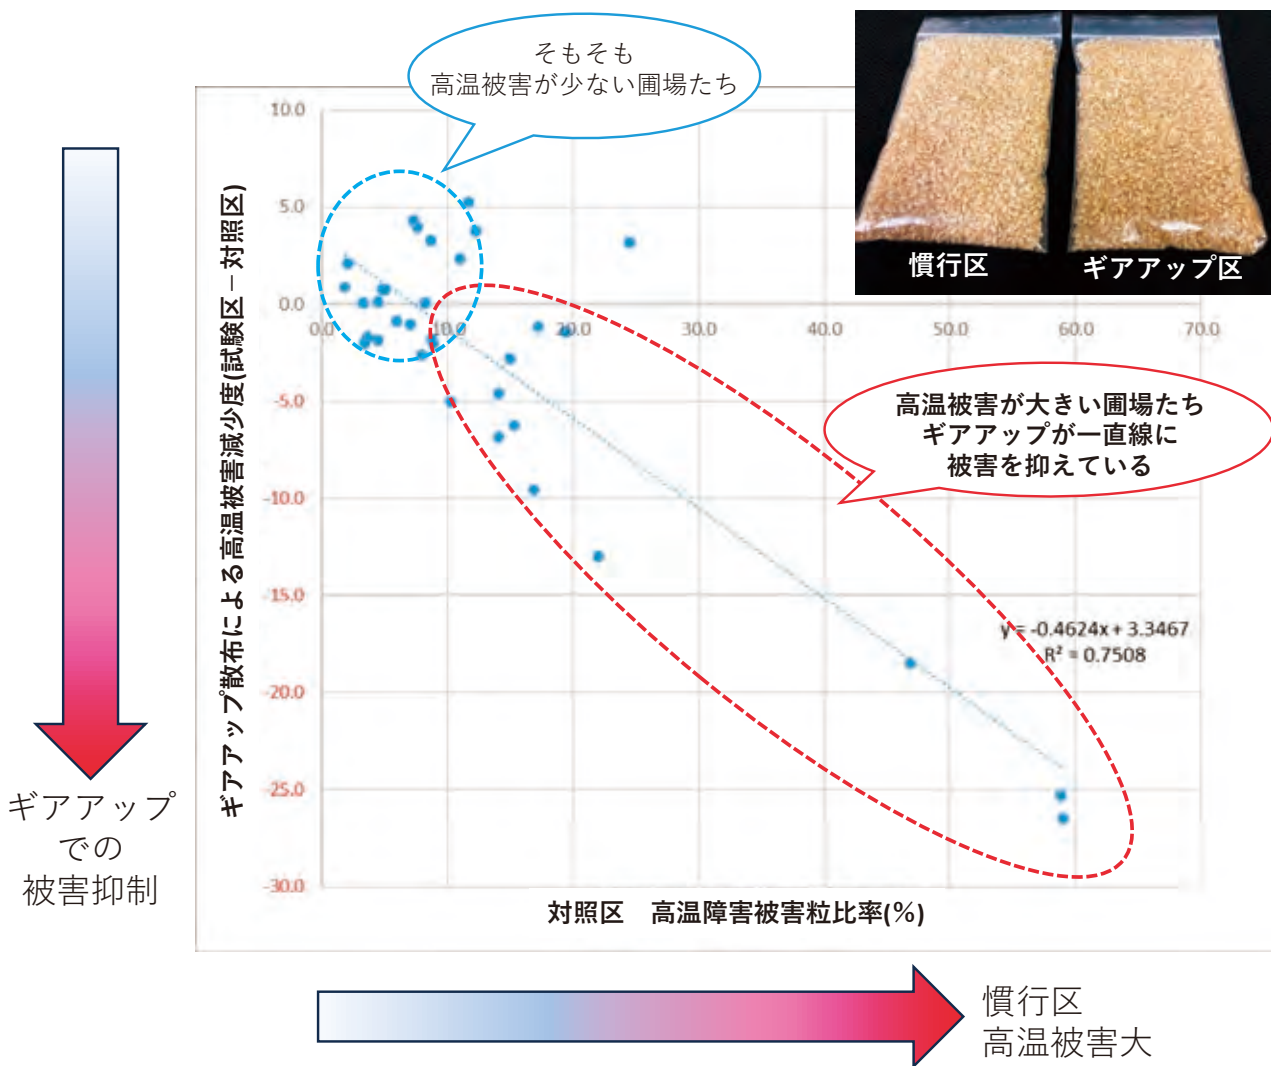 そもそも
高温被害が少ない圃場たち
慣行区
ギアアップ区
10.0
5.0
0.0
-5.0
-10.0
-15.0
-20.0
-25.0
-30.0
0.0
10.0
20.0
30.0
40.0
50.0
60.0
70.0
ギアアップ散布による高温被害減少度(試験区－対照区)
高温被害が大きい圃場たち
ギアアップが一直線に
被害を抑えている
y = -0.4624x + 3.3467
R² = 0.7508
対照区　高温障害被害粒比率(%)
ギアアップ
での
被害抑制
慣行区
高温被害大